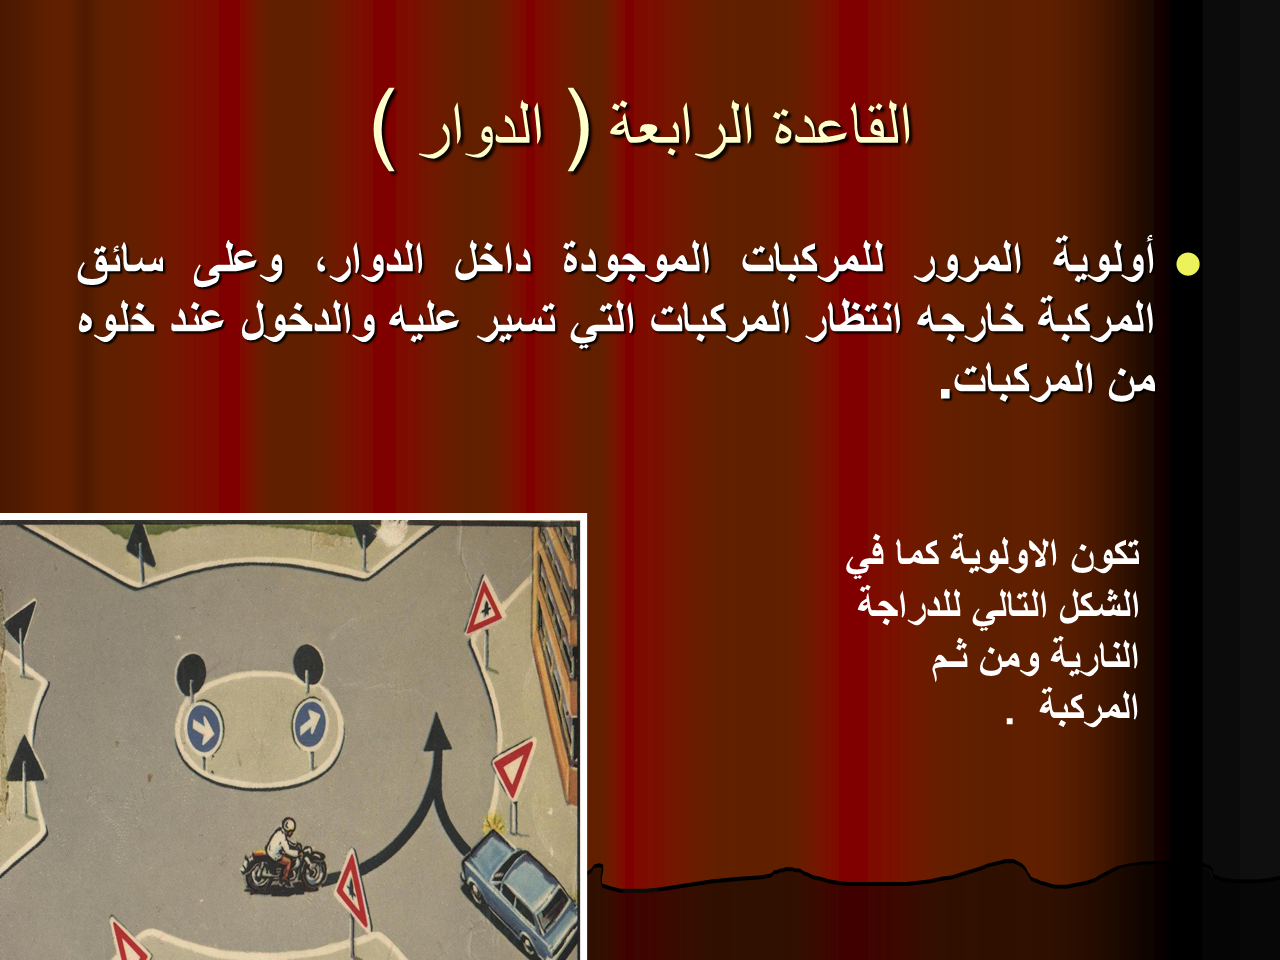 القاعدة الرابعة ( الدوار )
أولوية المرور للمركبات الموجودة داخل الدوار، وعلى سائق
المركبة خارجه انتظار المركبات التي تسير عليه والدخول عند خلوه
من المركبات.
تكون الاولوية كما في
الشكل التالي للدراجة
النارية ومن ثـم
المركبة .